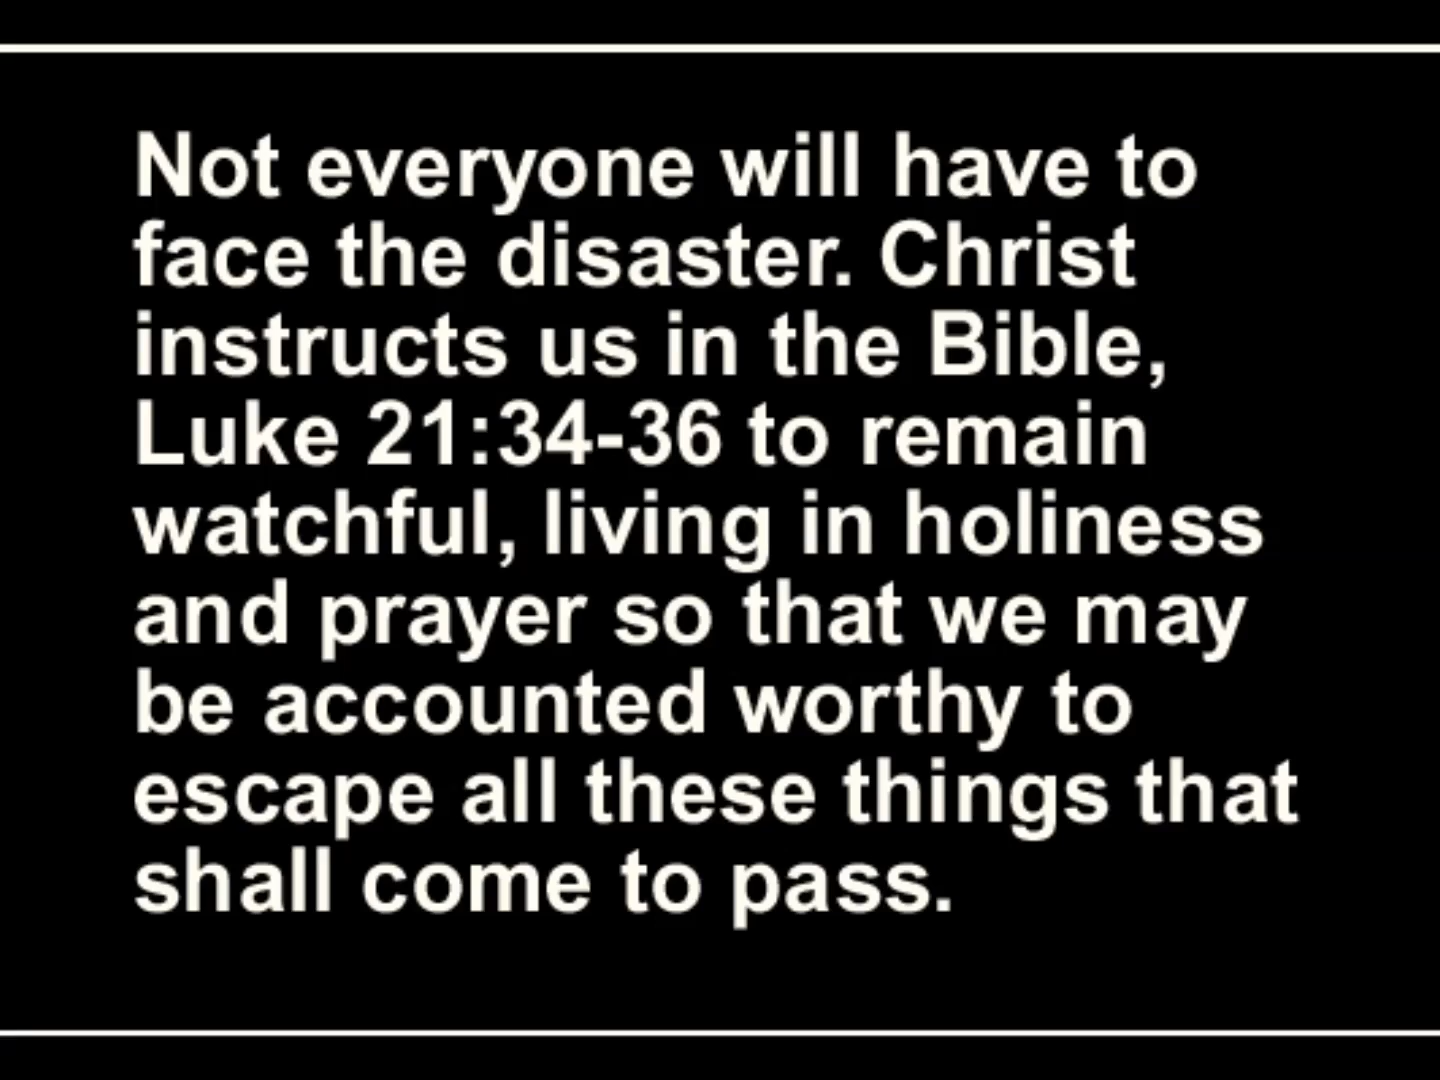 Not everyone will have to
face the disaster. Christ
instructs us in the Bible,
Luke 21:34-36 to remain
watchful, living in holiness
and prayer so that we may
be accounted worthy to
escape all these things that
shall come to pass.